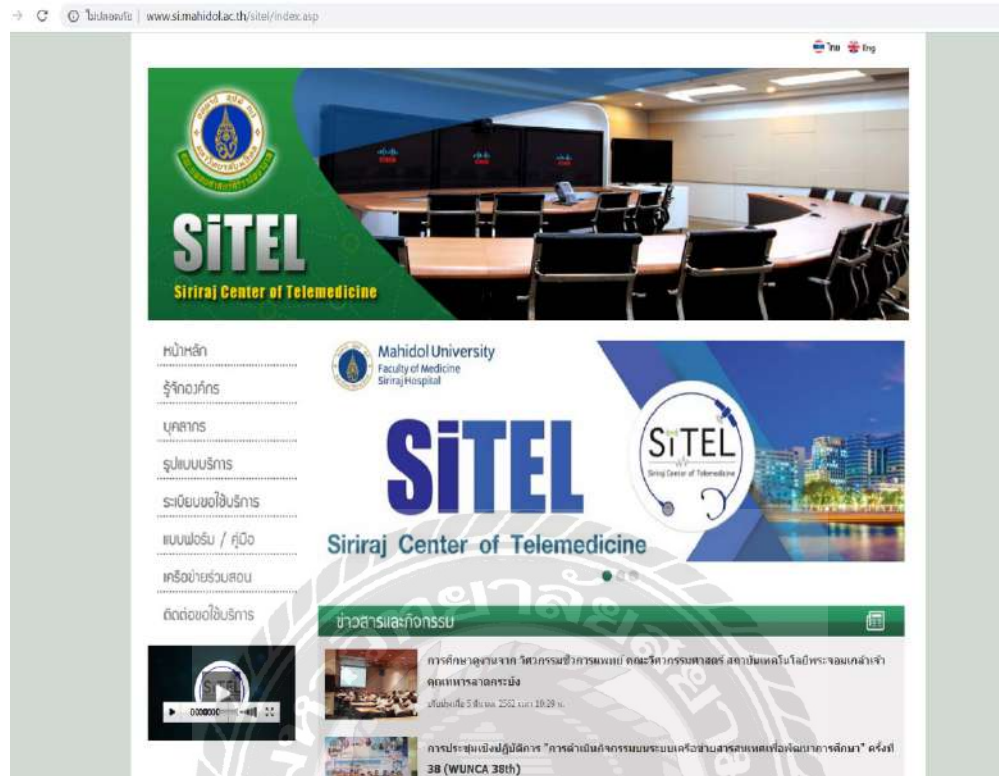 ไม่ปลอดภัย | www.si.mahidol.ac.th/sitel/index.asp
ไทย Eng
SiTEL
Siriraj Center of Telemedicine
หน้าหลัก
รู้จักองค์กร
บุคลากร
รูปแบบบริการ
ระเบียบขอใช้บริการ
แบบฟอร์ม / คู่มือ
เครือข่ายร่วมสอน
ติดต่อขอใช้บริการ
Mahidol University
Faculty of Medicine
Siriraj Hospital
SiTEL
Siriraj Center of Telemedicine
SiTEL
Siriraj Center of Telemedicine
ข่าวสารและกิจกรรม
การศึกษาดูงานจาก วิศวกรรมชีวการแพทย์ คณะวิศวกรรมศาสตร์ สถาบันเทคโนโลยีพระจอมเกล้าเจ้า
คุณทหารลาดกระบัง
การประชุมเชิงปฏิบัติการ "การดำเนินกิจกรรมบนระบบเครือข่ายสารสนเทศเพื่อพัฒนาการศึกษา" ครั้งที่
38 (WUNCA 38th)
SiTEL